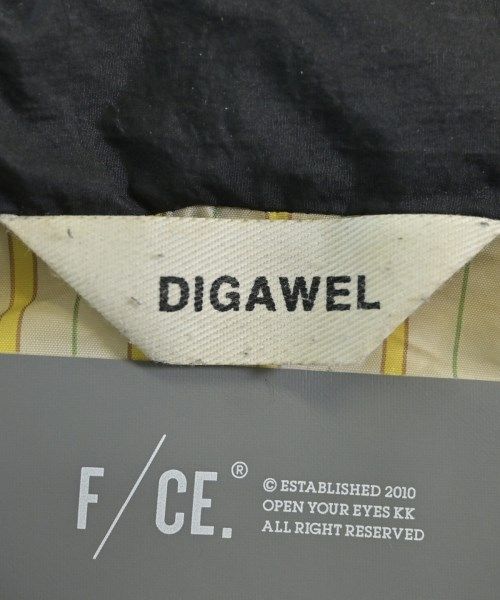 DIGAWEL
F/CE.®
© ESTABLISHED 2010
OPEN YOUR EYES KK
ALL RIGHT RESERVED